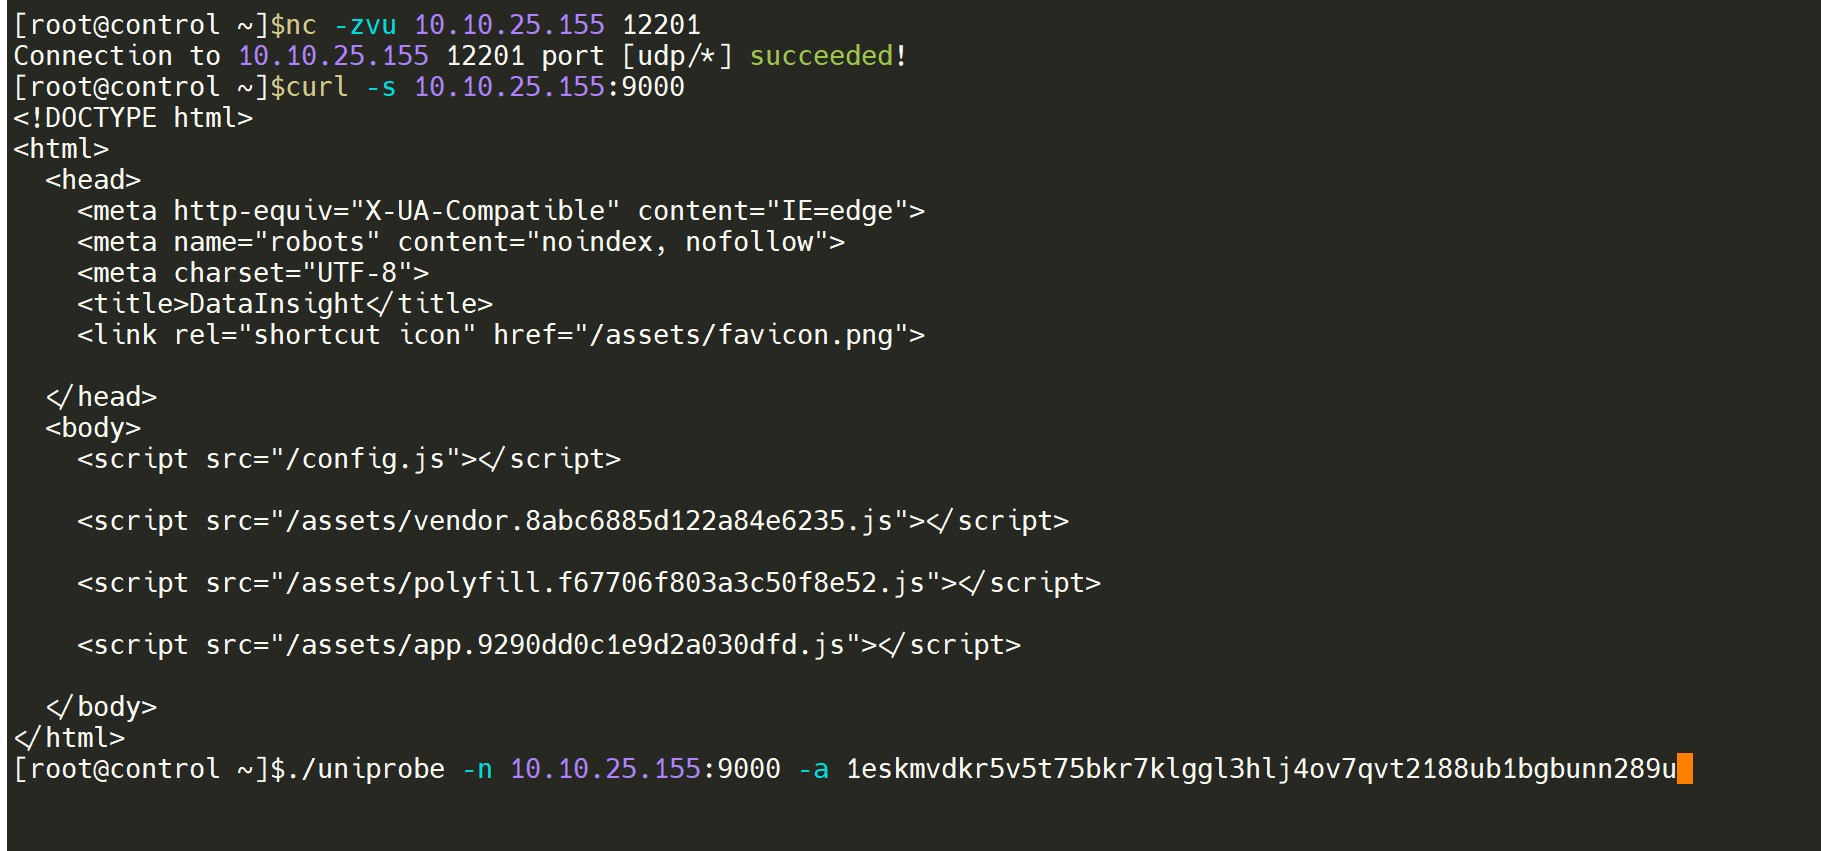 [root@control ~]$nc -zvu 10.10.25.155 12201
Connection to 10.10.25.155 12201 port [udp/*] succeeded!
[root@control ~]$curl -s 10.10.25.155:9000
<!DOCTYPE html>
<html>
  <head>
    <meta http-equiv="X-UA-Compatible" content="IE=edge">
    <meta name="robots" content="noindex, nofollow">
    <meta charset="UTF-8">
    <title>DataInsight</title>
    <link rel="shortcut icon" href="/assets/favicon.png">

  </head>
  <body>
    <script src="/config.js"></script>

    <script src="/assets/vendor.8abc6885d122a84e6235.js"></script>

    <script src="/assets/polyfill.f67706f803a3c50f8e52.js"></script>

    <script src="/assets/app.9290dd0c1e9d2a030dfd.js"></script>

  </body>
</html>
[root@control ~]$./uniprobe -n 10.10.25.155:9000 -a 1eskmvdkr5v5t75bkr7klggl3hlj4ov7qvt2188ub1bgbunn289u